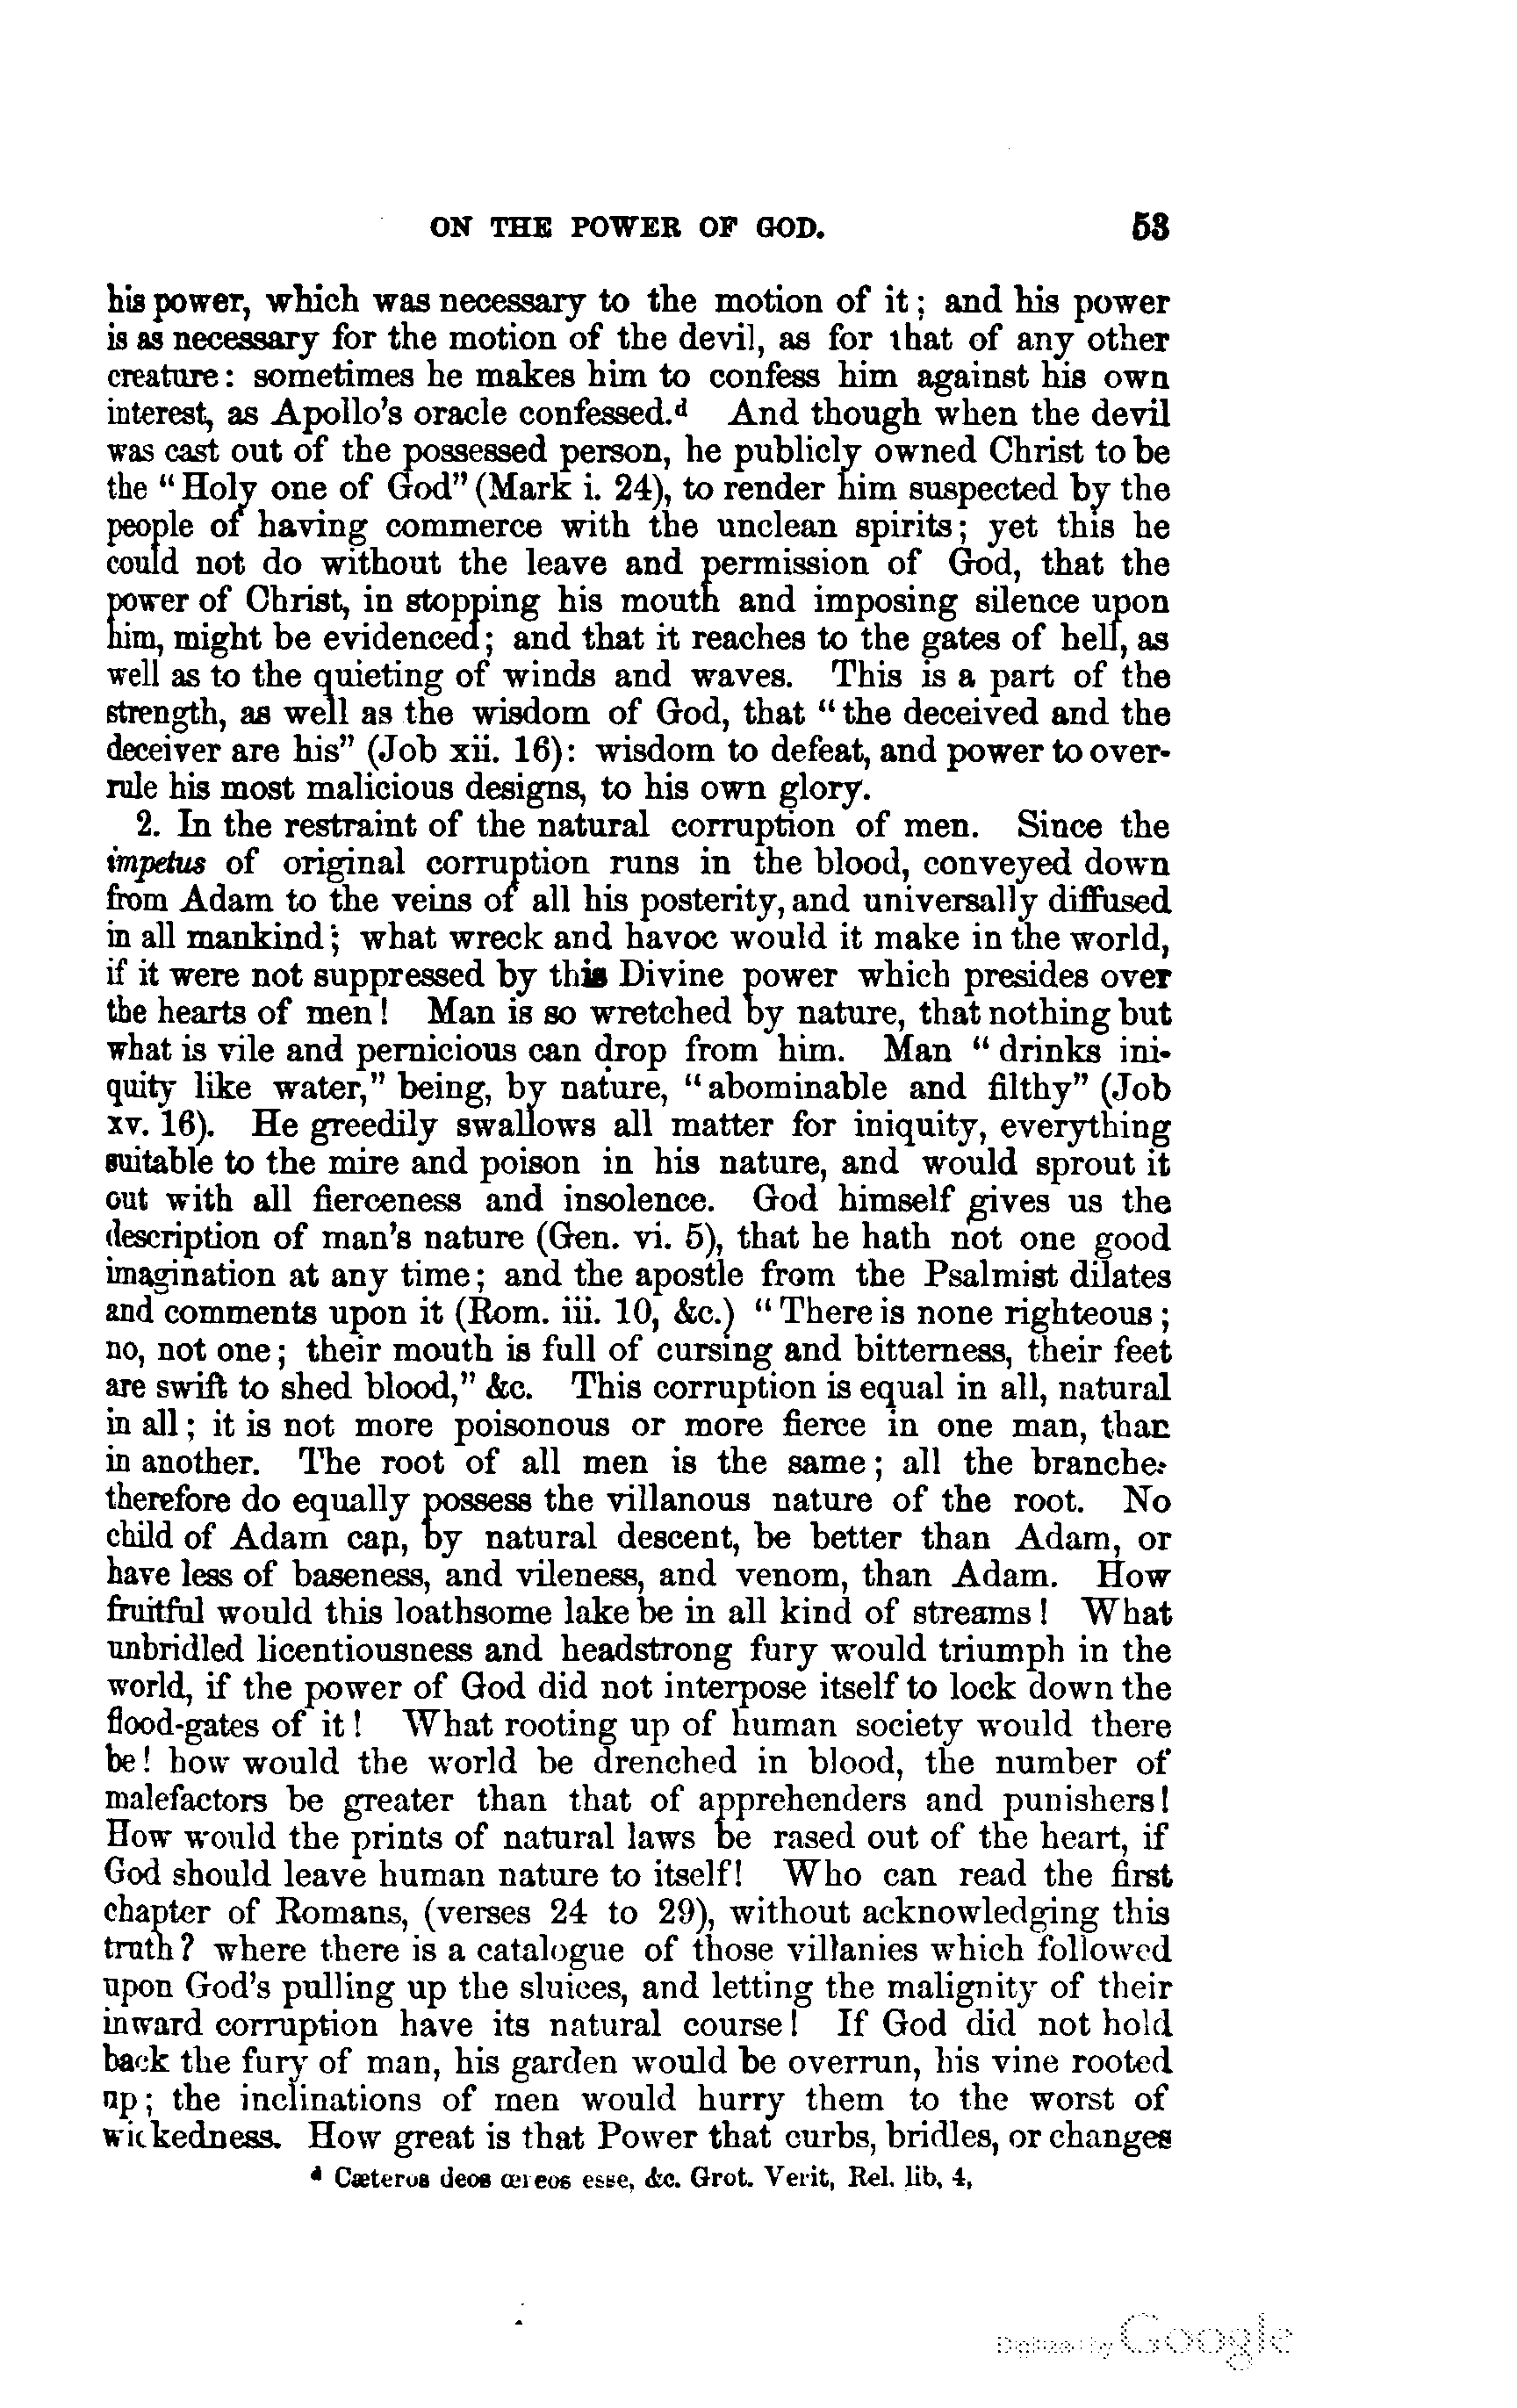 ON THE POWER OF GOD. 53
his power, which was necessary to the motion of it; and his power
is as necessary for the motion of the devil, as for that of any other
creature: sometimes he makes him to confess him against his own
interest, as Apollo's oracle confessed.d And though when the devil
was cast out of the possessed person, he publicly owned Christ to be
the "Holy one of God" (Mark i. 24), to render him suspected by the
people of having commerce with the unclean spirits; yet this he
could not do without the leave and permission of God, that the
power of Christ, in stopping his mouth and imposing silence upon
him, might be evidenced; and that it reaches to the gates of hell, as
well as to the quieting of winds and waves. This is a part of the
strength, as well as the wisdom of God, that "the deceived and the
deceiver are his" (Job xii. 16): wisdom to defeat, and power to over-
rule his most malicious designs, to his own glory.
2. In the restraint of the natural corruption of men. Since the
impetus of original corruption runs in the blood, conveyed down
from Adam to the veins of all his posterity, and universally diffused
in all mankind; what wreck and havoc would it make in the world,
if it were not suppressed by this Divine power which presides over
the hearts of men! Man is so wretched by nature, that nothing but
what is vile and pernicious can drop from him. Man "drinks ini-
quity like water," being, by nature, "abominable and filthy" (Job
xv. 16). He greedily swallows all matter for iniquity, everything
suitable to the mire and poison in his nature, and would sprout it
out with all fierceness and insolence. God himself gives us the
description of man's nature (Gen. vi. 5), that he hath not one good
imagination at any time; and the apostle from the Psalmist dilates
and comments upon it (Rom. iii. 10, &c.) "There is none righteous;
no, not one; their mouth is full of cursing and bitterness, their feet
are swift to shed blood," &c. This corruption is equal in all, natural
in all; it is not more poisonous or more fierce in one man, than
in another. The root of all men is the same; all the branches
therefore do equally possess the villanous nature of the root. No
child of Adam cap, by natural descent, be better than Adam, or
have less of baseness, and vileness, and venom, than Adam. How
fruitful would this loathsome lake be in all kind of streams! What
unbridled licentiousness and headstrong fury would triumph in the
world, if the power of God did not interpose itself to lock down the
flood-gates of it! What rooting up of human society would there
be! how would the world be drenched in blood, the number of
malefactors be greater than that of apprehenders and punishers!
How would the prints of natural laws be rased out of the heart, if
God should leave human nature to itself! Who can read the first
chapter of Romans, (verses 24 to 29), without acknowledging this
truth? where there is a catalogue of those villanies which followed
upon God's pulling up the sluices, and letting the malignity of their
inward corruption have its natural course! If God did not hold
back the fury of man, his garden would be overrun, his vine rooted
up; the inclinations of men would hurry them to the worst of
wickedness. How great is that Power that curbs, bridles, or changes
d Cæterus deos œreos esse, &c. Grot. Verit, Rel. lib, 4,
Digitized by Google